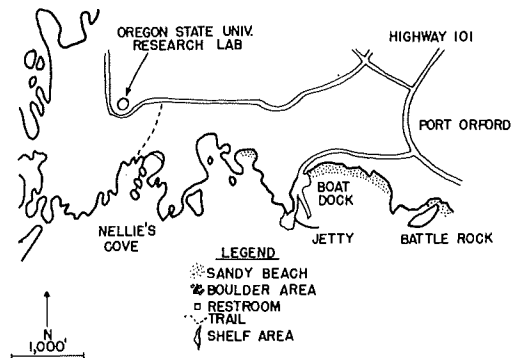 OREGON STATE UNIV.
RESEARCH LAB
HIGHWAY 101
PORT ORFORD
BOAT
DOCK
NELLIE'S
COVE
JETTY
BATTLE ROCK
LEGEND
SANDY BEACH
BOULDER AREA
RESTROOM
TRAIL
SHELF AREA
N
1,000'